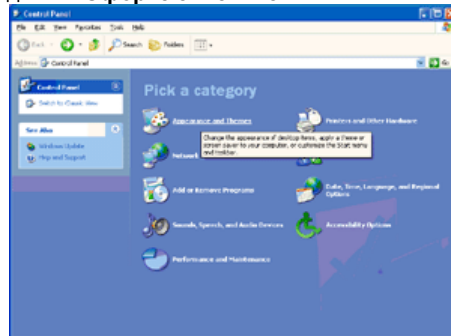 Control Panel
File Edit View Favorites Tools Help
Back Search Folders
Address Control Panel Go
Control Panel
Switch to Classic View
See Also
Windows Update
Help and Support
Pick a category
Appearance and Themes
Printers and Other Hardware
Change the appearance of desktop items, apply a theme or
screen saver to your computer, or customize the Start menu
and taskbar.
Network
Add or Remove Programs
Date, Time, Language, and Regional
Options
Sounds, Speech, and Audio Devices
Accessibility Options
Performance and Maintenance